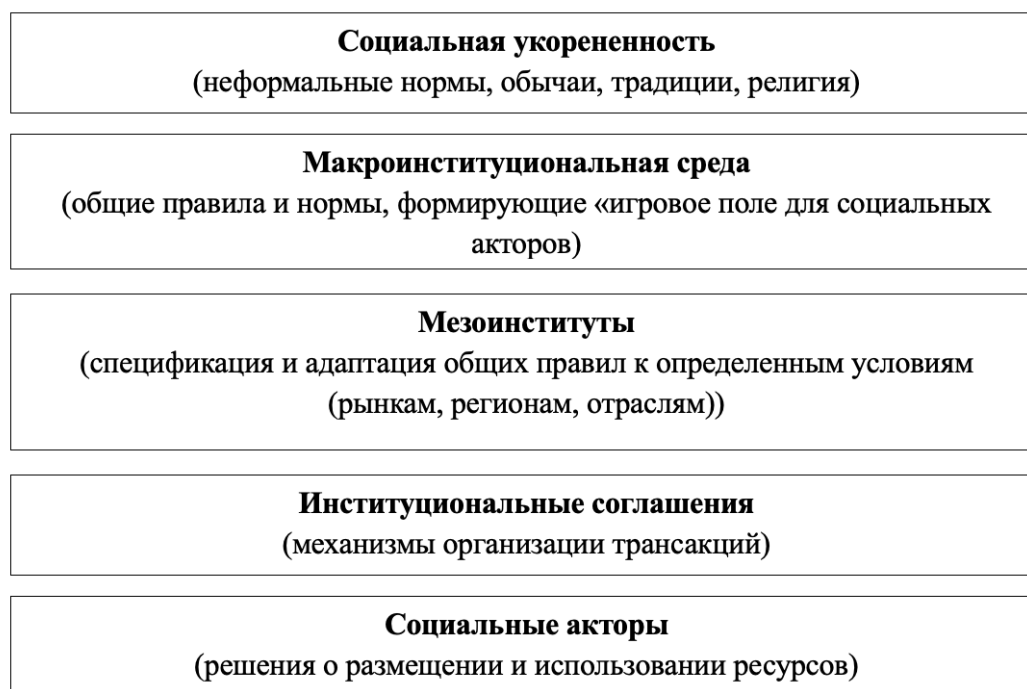 Социальная укорененность
(неформальные нормы, обычаи, традиции, религия)
Макроинституциональная среда
(общие правила и нормы, формирующие «игровое поле для социальных
акторов)
Мезоинституты
(спецификация и адаптация общих правил к определенным условиям
(рынкам, регионам, отраслям))
Институциональные соглашения
(механизмы организации трансакций)
Социальные акторы
(решения о размещении и использовании ресурсов)